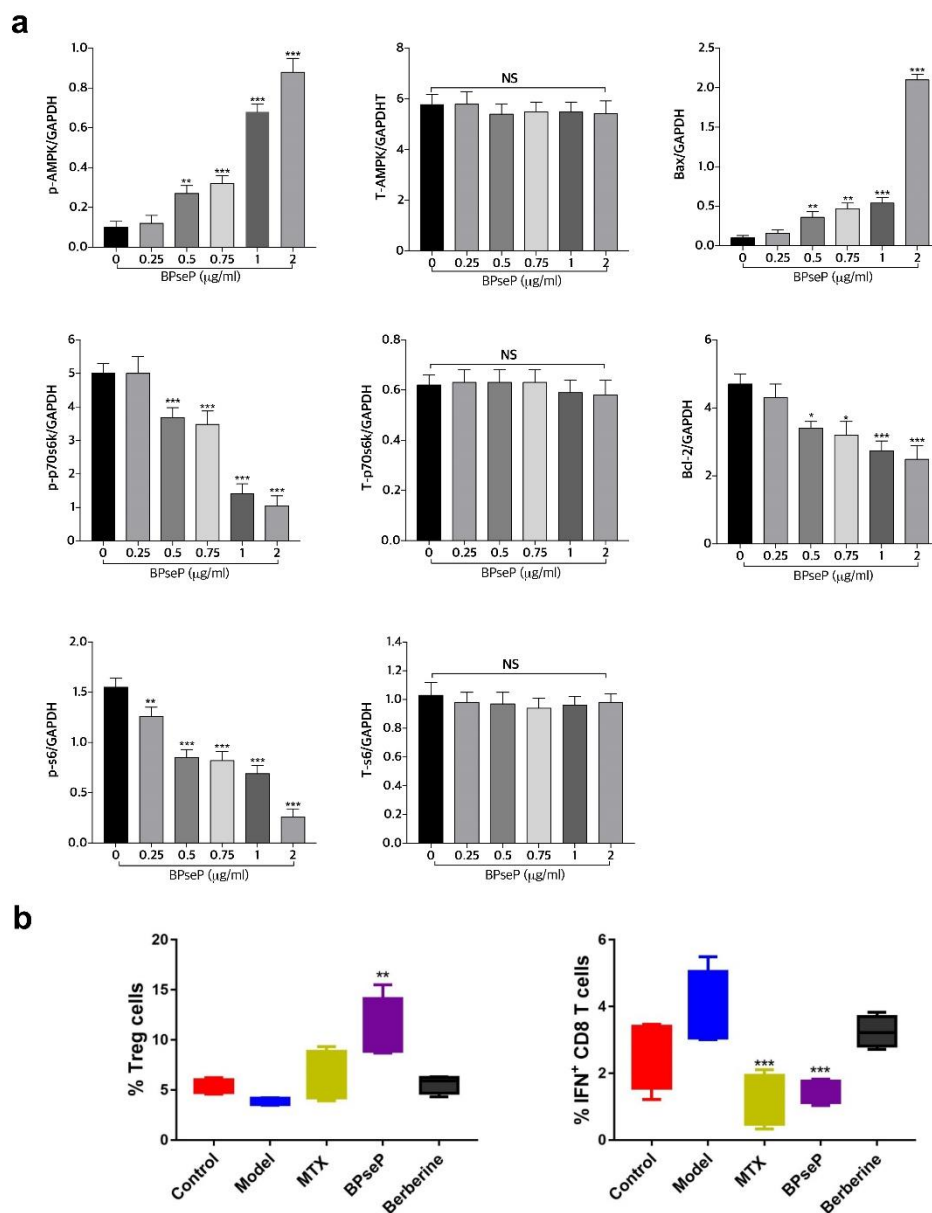 a
p-AMPK/GAPDH
1.0
0.8
0.6
0.4
0.2
0.0
**
***
***
***
0 0.25 0.5 0.75 1 2
BPseP (μg/ml)
T-AMPK/GAPDHT
8
6
4
2
0
NS
0 0.25 0.5 0.75 1 2
BPseP (μg/ml)
Bax/GAPDH
2.5
2.0
1.5
1.0
0.5
0.0
**
**
***
***
0 0.25 0.5 0.75 1 2
BPseP (μg/ml)
p-p70s6k/GAPDH
6
5
4
3
2
1
0
***
***
***
***
0 0.25 0.5 0.75 1 2
BPseP (μg/ml)
T-p70s6k/GAPDH
0.8
0.6
0.4
0.2
0.0
NS
0 0.25 0.5 0.75 1 2
BPseP (μg/ml)
Bcl-2/GAPDH
6
4
2
0
*
*
***
***
0 0.25 0.5 0.75 1 2
BPseP (μg/ml)
p-s6/GAPDH
2.0
1.5
1.0
0.5
0.0
**
***
***
***
***
0 0.25 0.5 0.75 1 2
BPseP (μg/ml)
T-s6/GAPDH
1.4
1.2
1.0
0.8
0.6
0.4
0.2
0.0
NS
0 0.25 0.5 0.75 1 2
BPseP (μg/ml)
b
% Treg cells
20
15
10
5
0
**
Control Model MTX BPseP Berberine
% IFN⁺ CD8 T cells
6
4
2
0
***
***
Control Model MTX BPseP Berberine